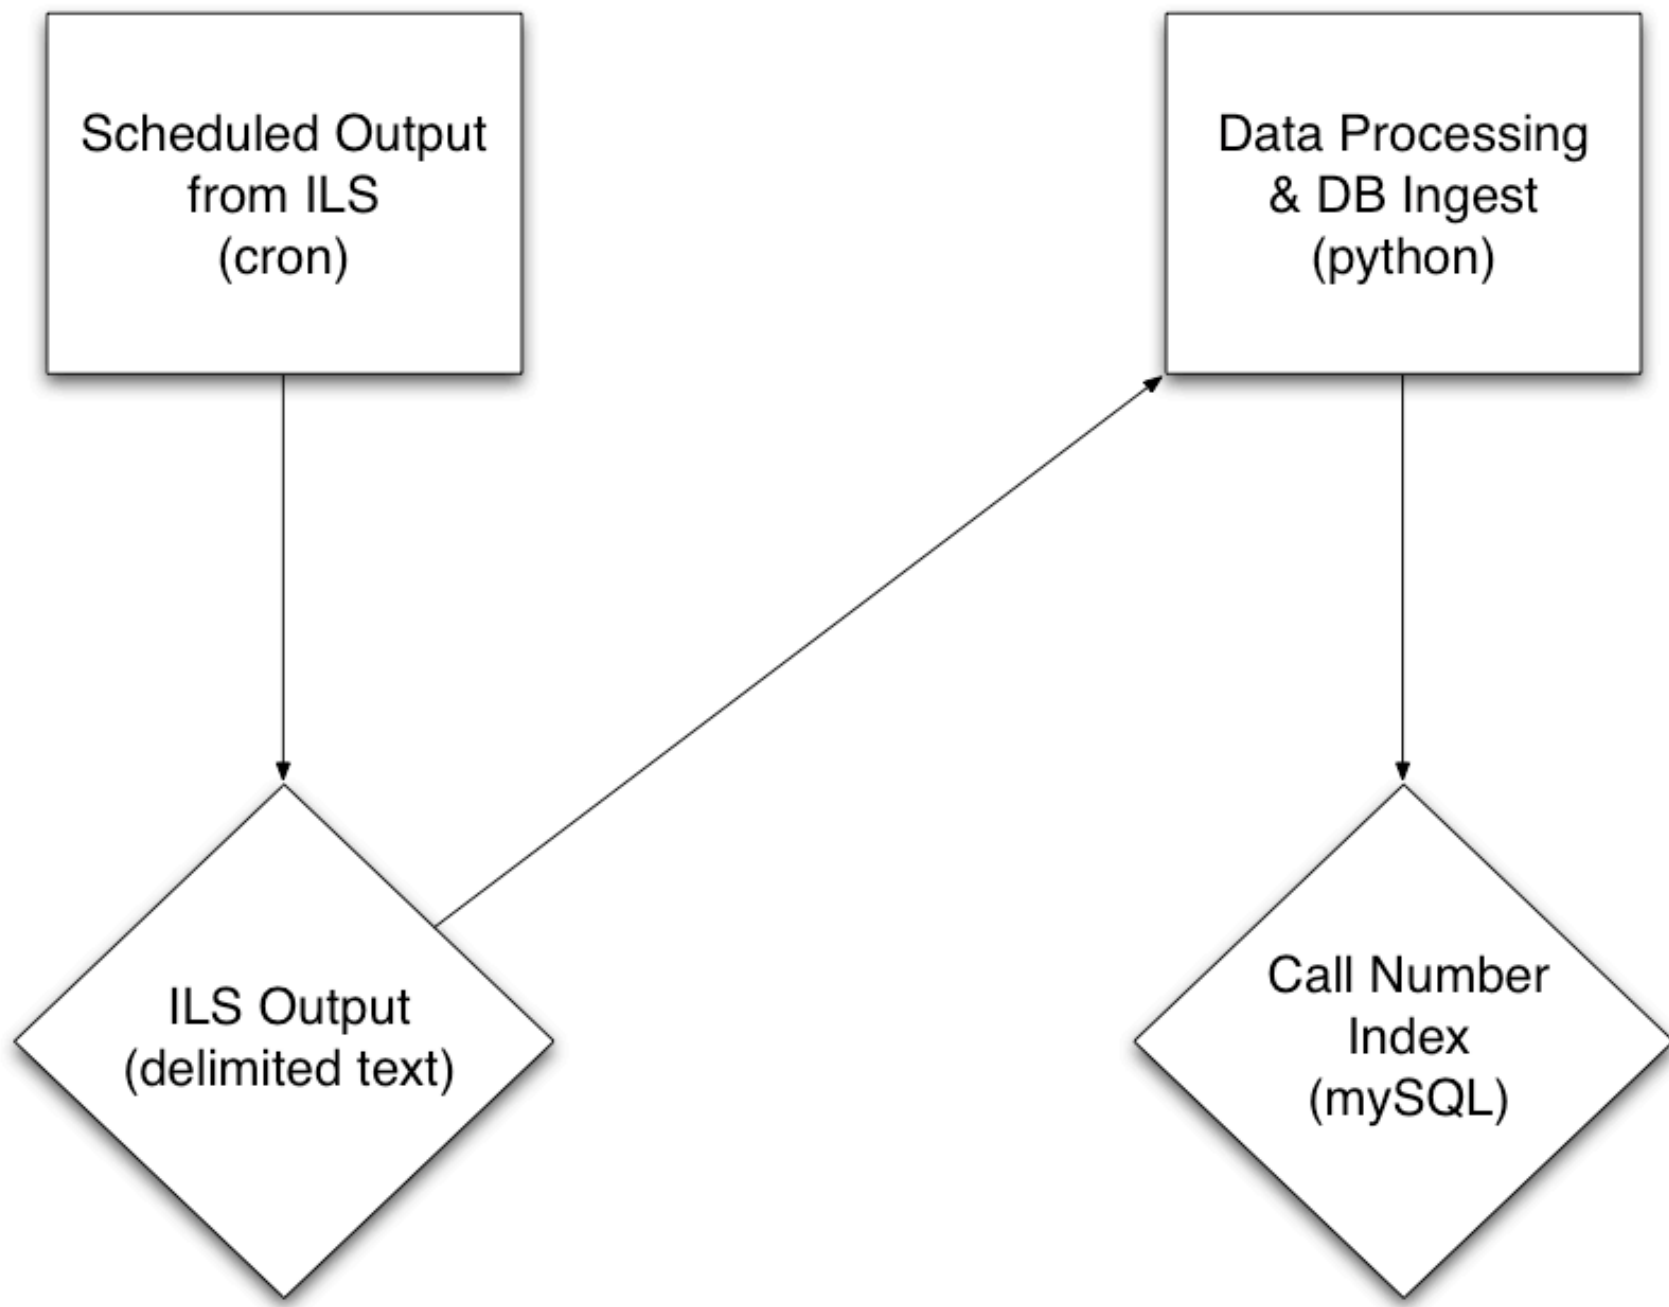 Scheduled Output
from ILS
(cron)
Data Processing
& DB Ingest
(python)
ILS Output
(delimited text)
Call Number
Index
(mySQL)